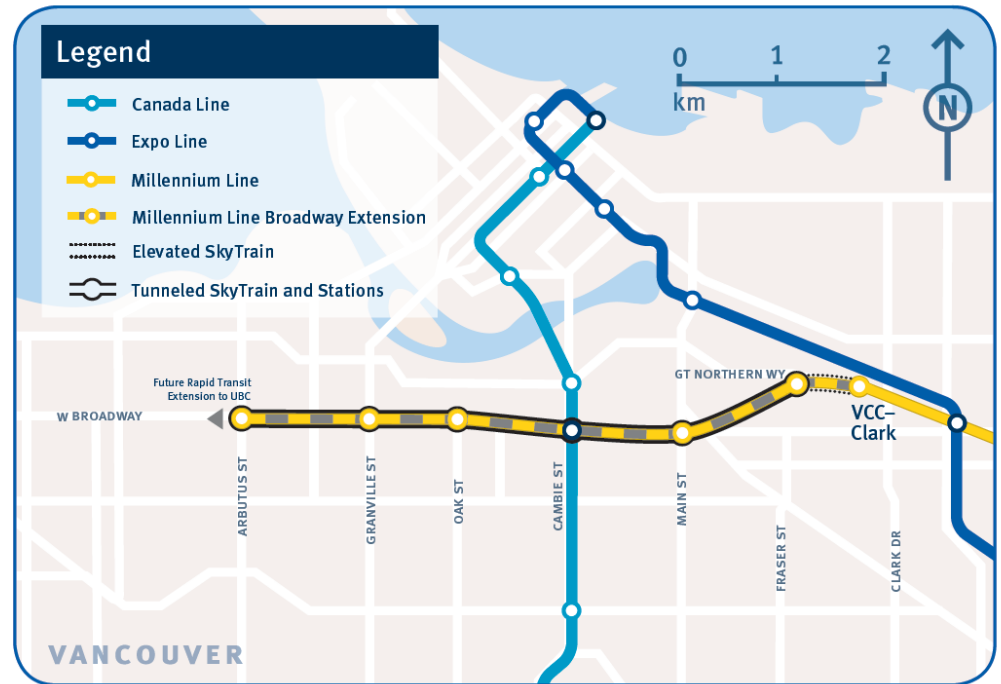 Legend
Canada Line
Expo Line
Millennium Line
Millennium Line Broadway Extension
Elevated SkyTrain
Tunneled SkyTrain and Stations
0 1 2
km
N
Future Rapid Transit
Extension to UBC
W BROADWAY
GT NORTHERN WY
VCC–
Clark
ARBUTUS ST
GRANVILLE ST
OAK ST
CAMBIE ST
MAIN ST
FRASER ST
CLARK DR
VANCOUVER